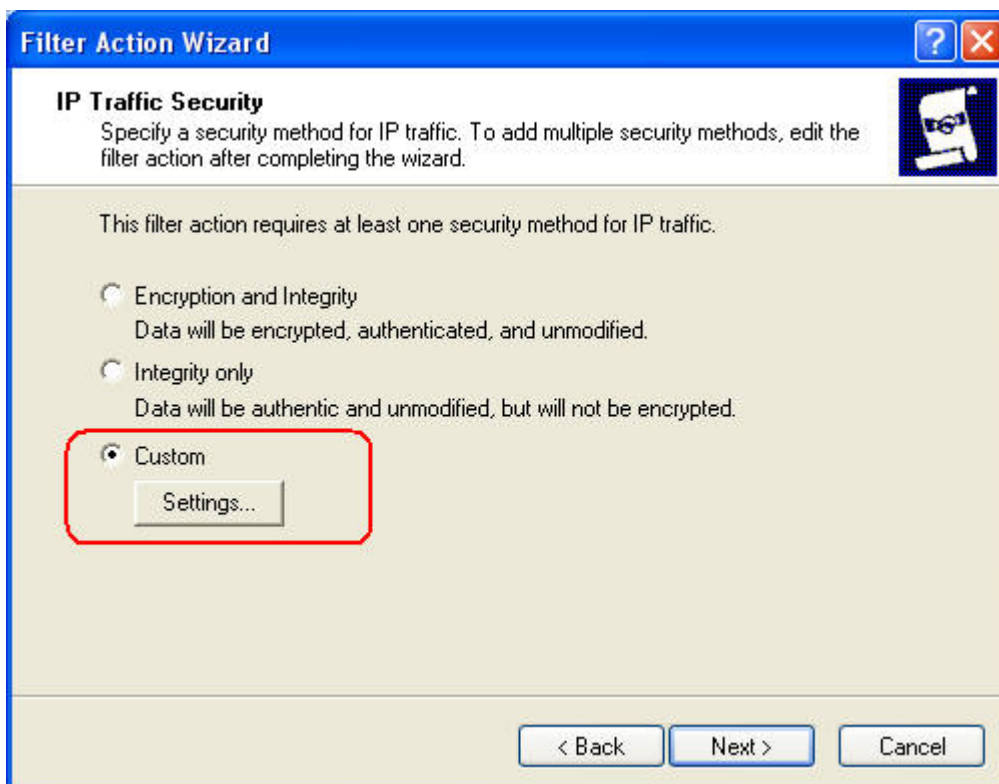 Filter Action Wizard
IP Traffic Security
Specify a security method for IP traffic. To add multiple security methods, edit the
filter action after completing the wizard.
This filter action requires at least one security method for IP traffic.
Encryption and Integrity
Data will be encrypted, authenticated, and unmodified.
Integrity only
Data will be authentic and unmodified, but will not be encrypted.
Custom
Settings...
< Back
Next >
Cancel